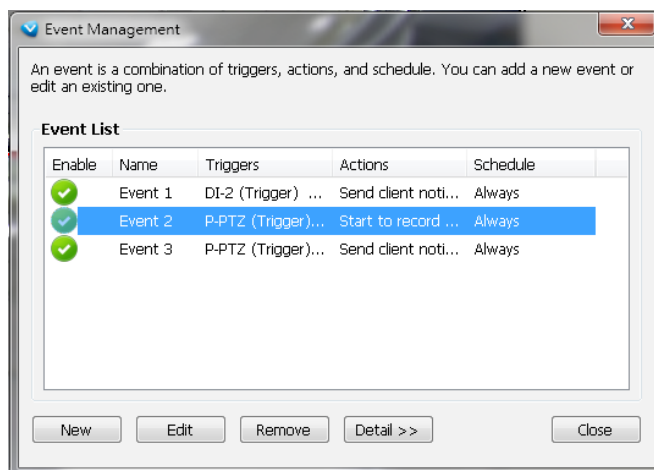 Event Management
An event is a combination of triggers, actions, and schedule. You can add a new event or
edit an existing one.
Event List
Enable Name Triggers Actions Schedule
Event 1 DI-2 (Trigger) ... Send client noti... Always
Event 2 P-PTZ (Trigger)... Start to record ... Always
Event 3 P-PTZ (Trigger)... Send client noti... Always
New Edit Remove Detail >> Close